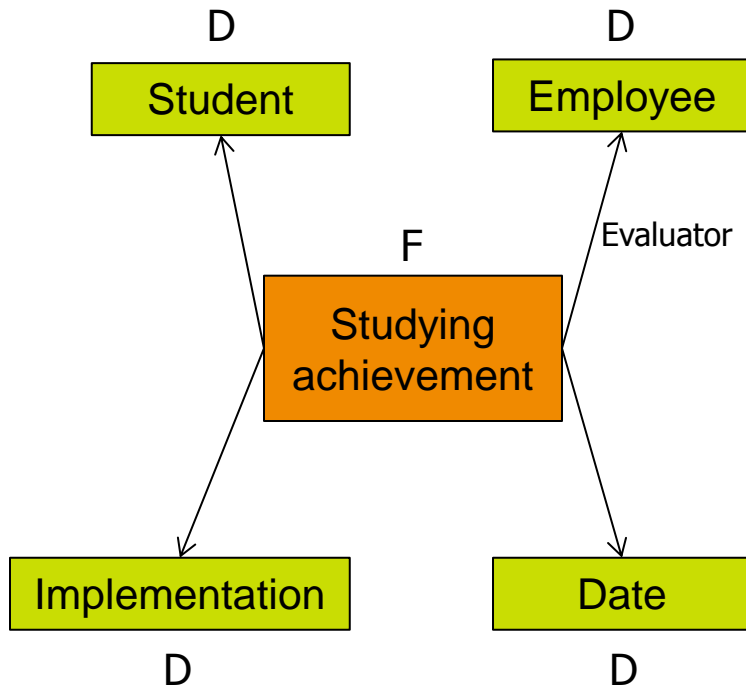 D
D
Student
Employee
Evaluator
F
Studying
achievement
Implementation
Date
D
D